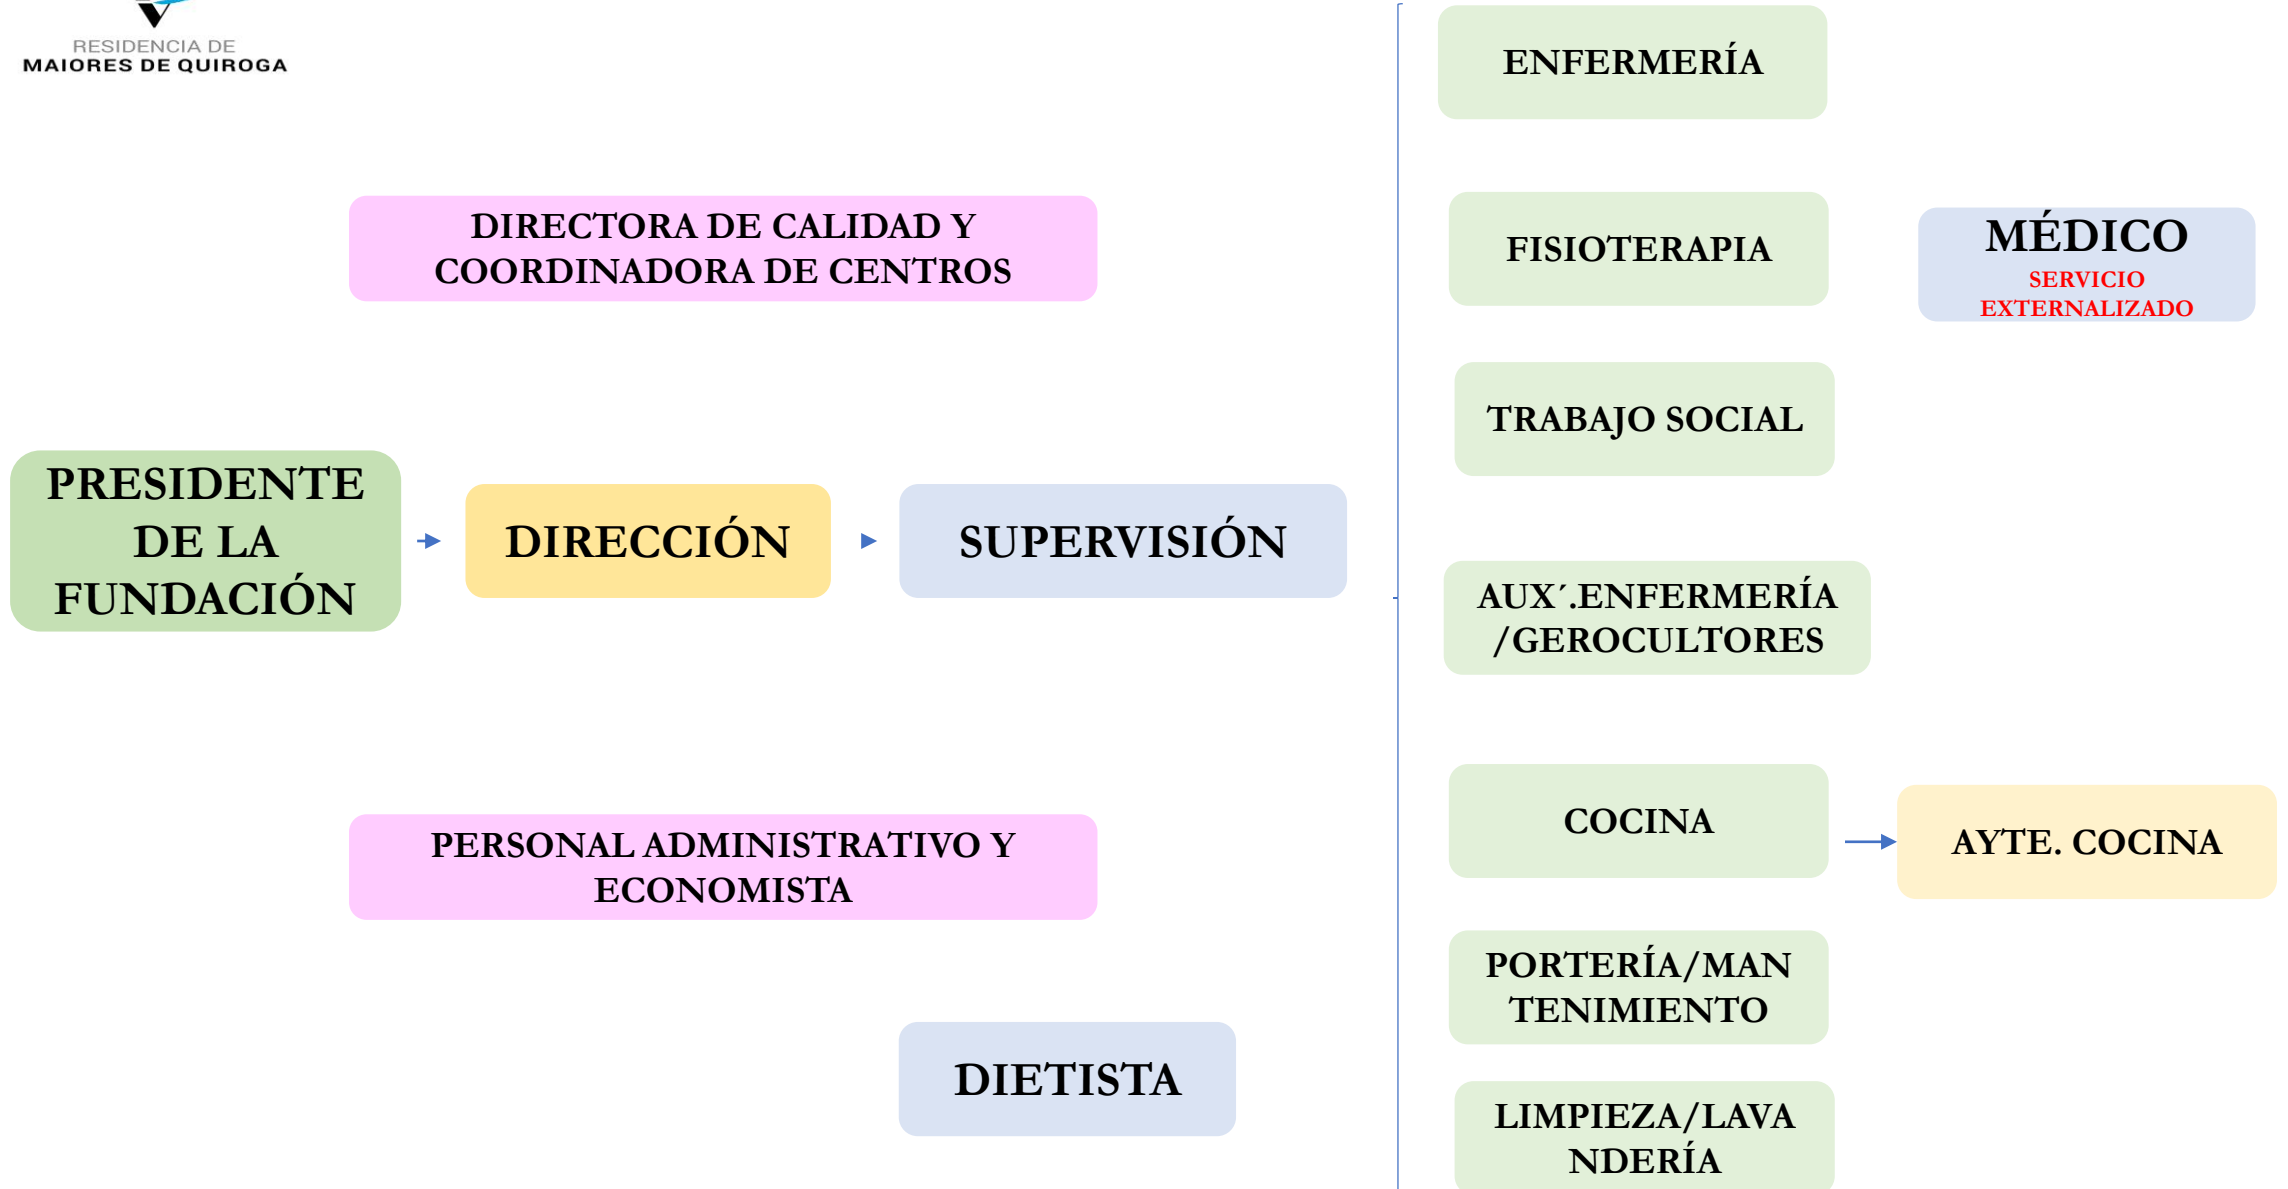 RESIDENCIA DE
MAIORES DE QUIROGA
ENFERMERÍA
DIRECTORA DE CALIDAD Y
COORDINADORA DE CENTROS
FISIOTERAPIA
MÉDICO
SERVICIO
EXTERNALIZADO
TRABAJO SOCIAL
PRESIDENTE
DE LA
FUNDACIÓN
DIRECCIÓN
SUPERVISIÓN
AUX´.ENFERMERÍA
/GEROCULTORES
COCINA
AYTE. COCINA
PERSONAL ADMINISTRATIVO Y
ECONOMISTA
PORTERÍA/MAN
TENIMIENTO
DIETISTA
LIMPIEZA/LAVA
NDERÍA